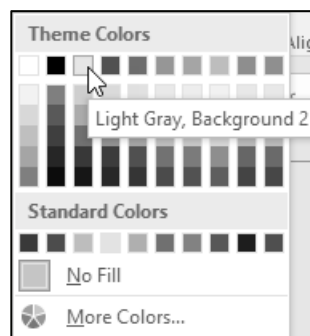 Theme Colors
Alig
Light Gray, Background 2
Standard Colors
No Fill
More Colors...